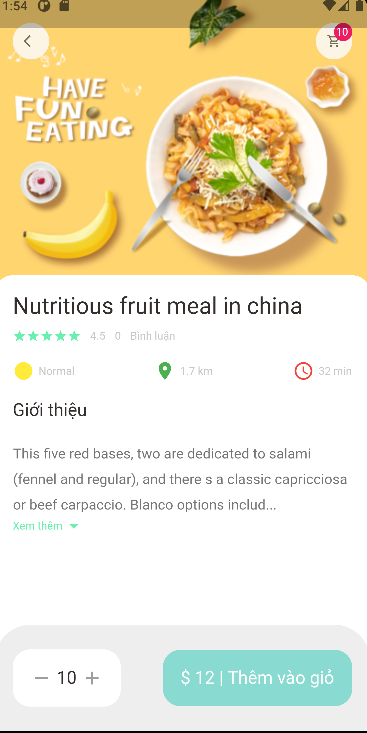 1:54
10
HAVE
FUN
EATING
Nutritious fruit meal in china
4.5 0 Bình luận
Normal 1.7 km 32 min
Giới thiệu
This five red bases, two are dedicated to salami
(fennel and regular), and there s a classic capricciosa
or beef carpaccio. Blanco options includ...
Xem thêm
10
$ 12 | Thêm vào giỏ